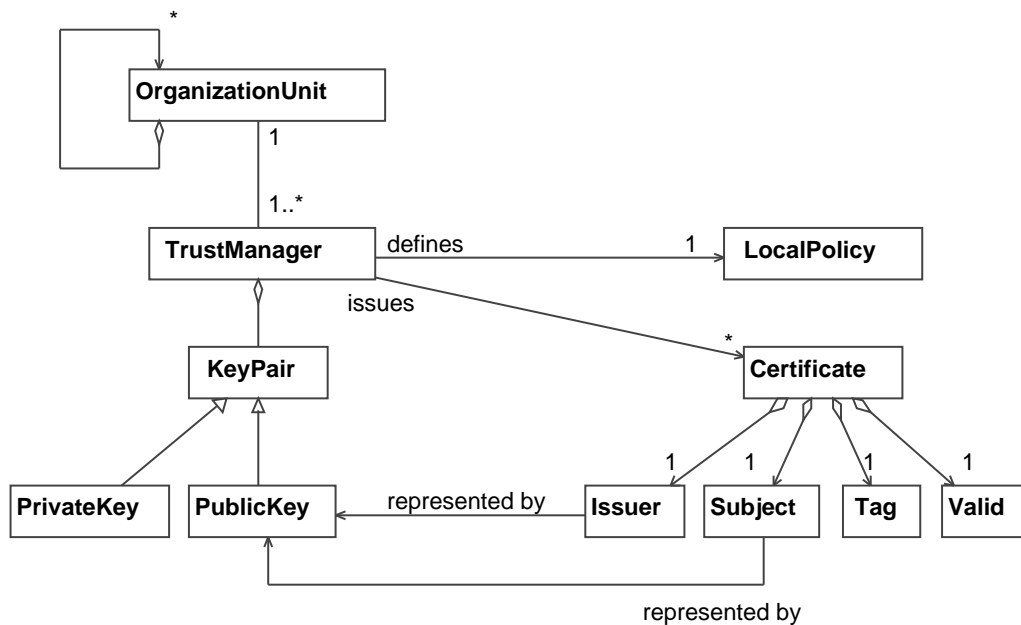 *
OrganizationUnit
1
1..*
TrustManager
defines
1
LocalPolicy
issues
*
KeyPair
Certificate
1
1
1
1
PrivateKey
PublicKey
represented by
Issuer
Subject
Tag
Valid
represented by